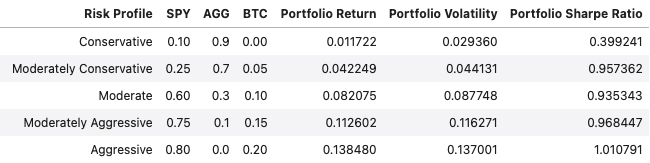 Risk Profile SPY AGG BTC Portfolio Return Portfolio Volatility Portfolio Sharpe Ratio
Conservative 0.10 0.9 0.00 0.011722 0.029360 0.399241
Moderately Conservative 0.25 0.7 0.05 0.042249 0.044131 0.957362
Moderate 0.60 0.3 0.10 0.082075 0.087748 0.935343
Moderately Aggressive 0.75 0.1 0.15 0.112602 0.116271 0.968447
Aggressive 0.80 0.0 0.20 0.138480 0.137001 1.010791